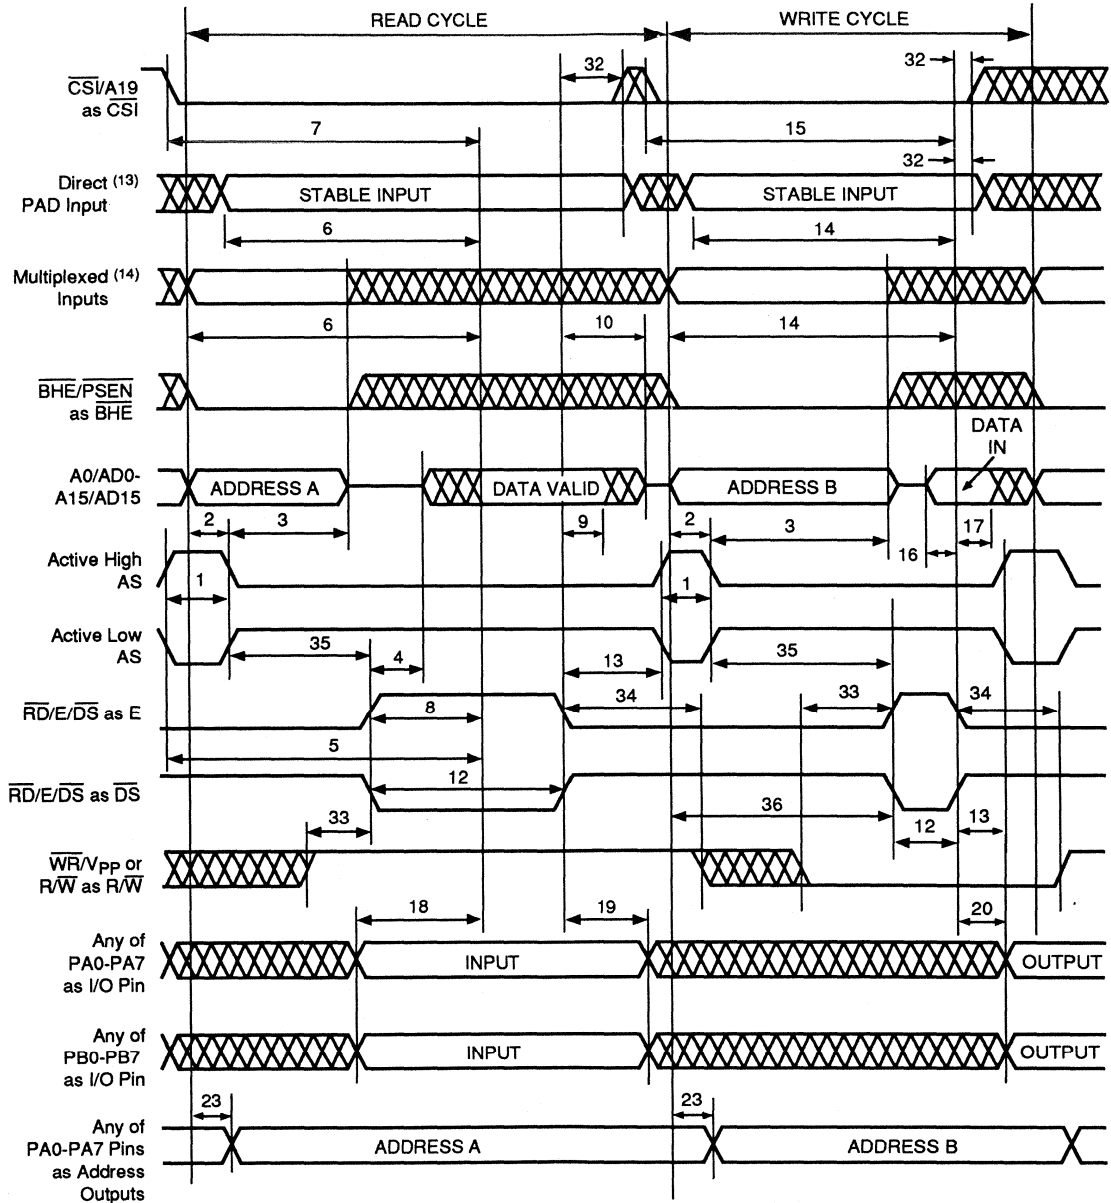 READ CYCLE
WRITE CYCLE
CSI/A19
as CSI
32
32
7
15
Direct (13)
PAD Input
STABLE INPUT
STABLE INPUT
32
6
14
Multiplexed (14)
Inputs
6
10
14
BHE/PSEN
as BHE
DATA
IN
A0/AD0-
A15/AD15
ADDRESS A
DATA VALID
ADDRESS B
2
3
9
2
3
16
17
Active High
AS
1
1
Active Low
AS
35
4
13
35
RD/E/DS as E
8
34
33
34
5
RD/E/DS as DS
12
36
12
13
33
WR/VPP or
R/W as R/W
18
19
20
Any of
PA0-PA7
as I/O Pin
INPUT
OUTPUT
Any of
PB0-PB7
as I/O Pin
INPUT
OUTPUT
23
23
Any of
PA0-PA7 Pins
as Address
Outputs
ADDRESS A
ADDRESS B